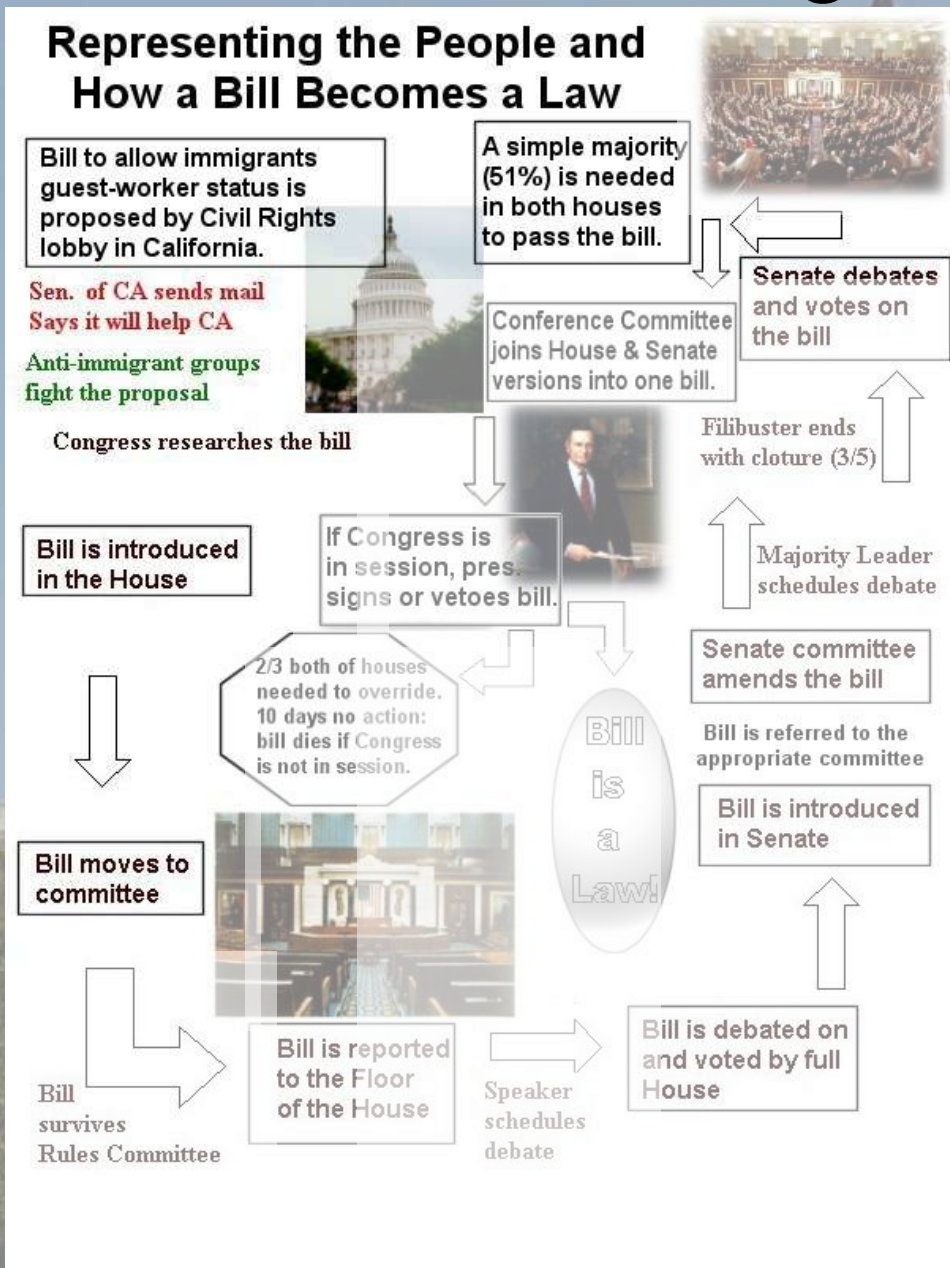 Representing the People and
How a Bill Becomes a Law
Bill to allow immigrants
guest-worker status is
proposed by Civil Rights
lobby in California.
Sen. of CA sends mail
Says it will help CA
Anti-immigrant groups
fight the proposal
Congress researches the bill
Bill is introduced
in the House
Bill moves to
committee
Bill
survives
Rules Committee
Bill is reported
to the Floor
of the House
Speaker
schedules
debate
Bill is debated on
and voted by full
House
Bill is introduced
in Senate
Bill is referred to the
appropriate committee
Senate committee
amends the bill
Majority Leader
schedules debate
Filibuster ends
with cloture (3/5)
Senate debates
and votes on
the bill
A simple majority
(51%) is needed
in both houses
to pass the bill.
Conference Committee
joins House & Senate
versions into one bill.
If Congress is
in session, pres.
signs or vetoes bill.
2/3 both of houses
needed to override.
10 days no action:
bill dies if Congress
is not in session.
Bill
is
a
Law!